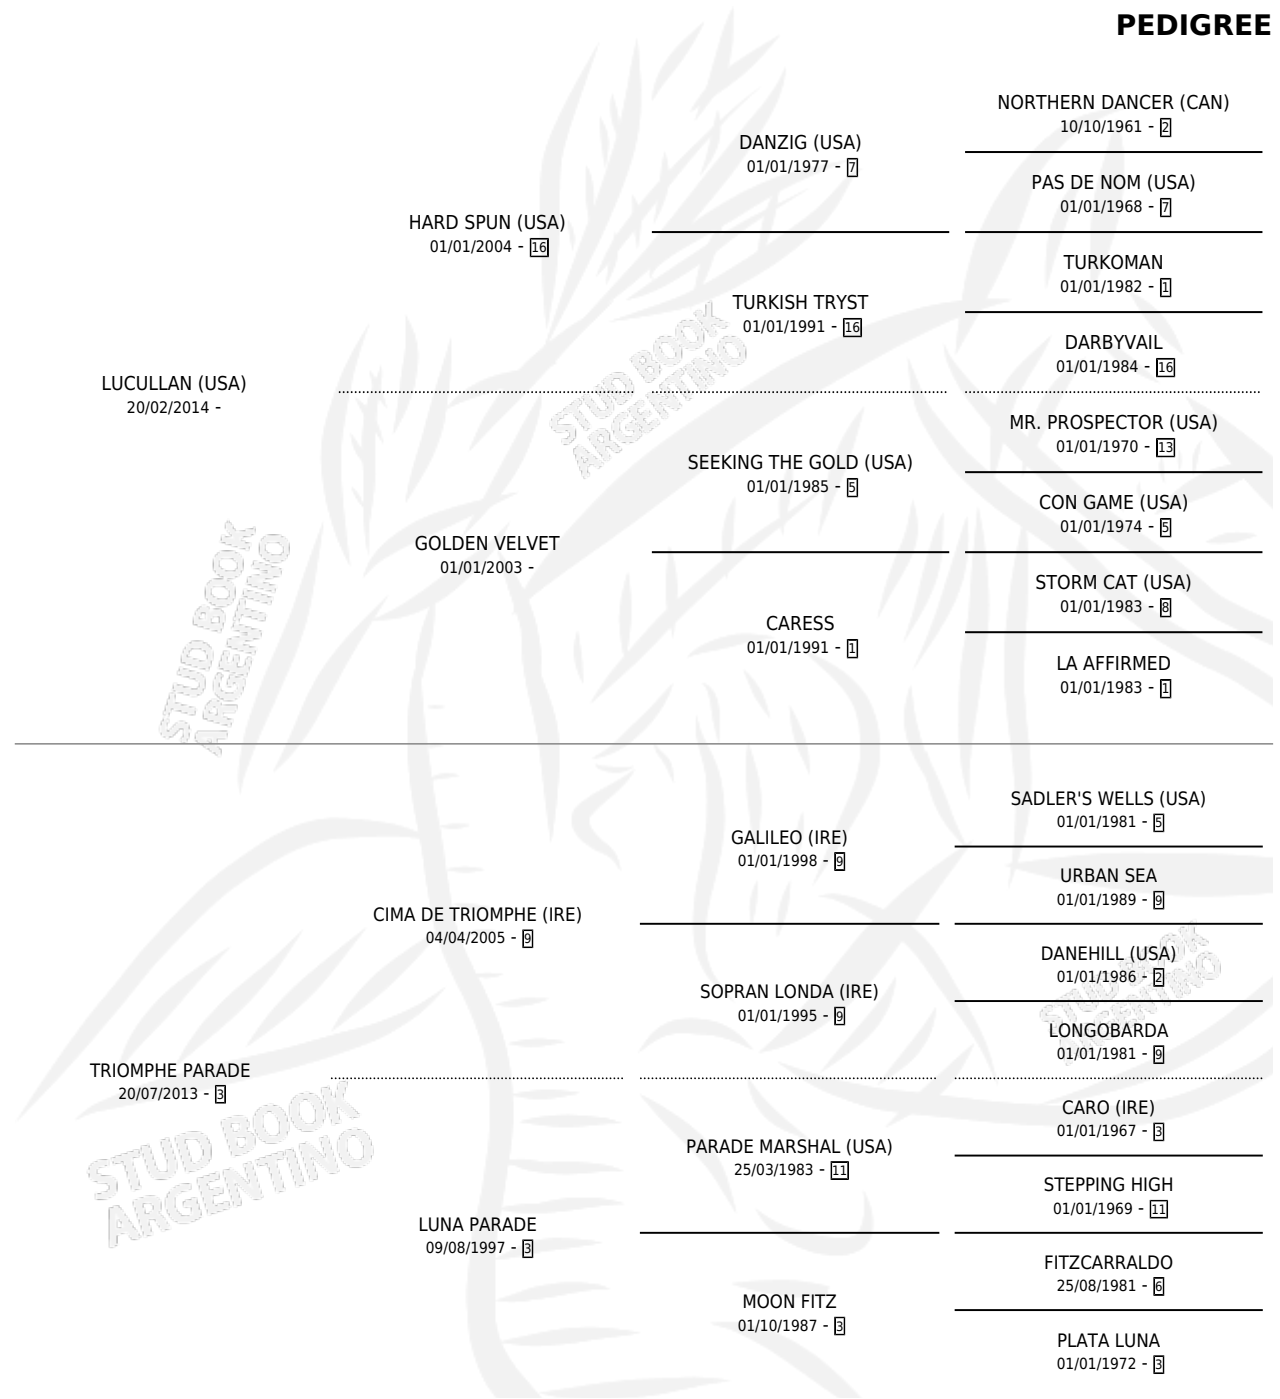 PEDIGREE
NORTHERN DANCER (CAN)
10/10/1961 - 2
DANZIG (USA)
01/01/1977 - 7
PAS DE NOM (USA)
01/01/1968 - 7
HARD SPUN (USA)
01/01/2004 - 16
TURKOMAN
01/01/1982 - 1
TURKISH TRYST
01/01/1991 - 16
DARBYVAIL
01/01/1984 - 16
LUCULLAN (USA)
20/02/2014 -
MR. PROSPECTOR (USA)
01/01/1970 - 13
SEEKING THE GOLD (USA)
01/01/1985 - 5
CON GAME (USA)
01/01/1974 - 5
GOLDEN VELVET
01/01/2003 -
STORM CAT (USA)
01/01/1983 - 8
CARESS
01/01/1991 - 1
LA AFFIRMED
01/01/1983 - 1
SADLER'S WELLS (USA)
01/01/1981 - 5
GALILEO (IRE)
01/01/1998 - 9
URBAN SEA
01/01/1989 - 9
CIMA DE TRIOMPHE (IRE)
04/04/2005 - 9
DANEHILL (USA)
01/01/1986 - 2
SOPRAN LONDA (IRE)
01/01/1995 - 9
LONGOBARDA
01/01/1981 - 9
TRIOMPHE PARADE
20/07/2013 - 3
CARO (IRE)
01/01/1967 - 3
PARADE MARSHAL (USA)
25/03/1983 - 11
STEPPING HIGH
01/01/1969 - 11
LUNA PARADE
09/08/1997 - 3
FITZCARRALDO
25/08/1981 - 6
MOON FITZ
01/10/1987 - 3
PLATA LUNA
01/01/1972 - 3
STUD BOOK
ARGENTINO
STUD BOOK
ARGENTINO
STUD BOOK
ARGENTINO
STUD BOOK
ARGENTINO